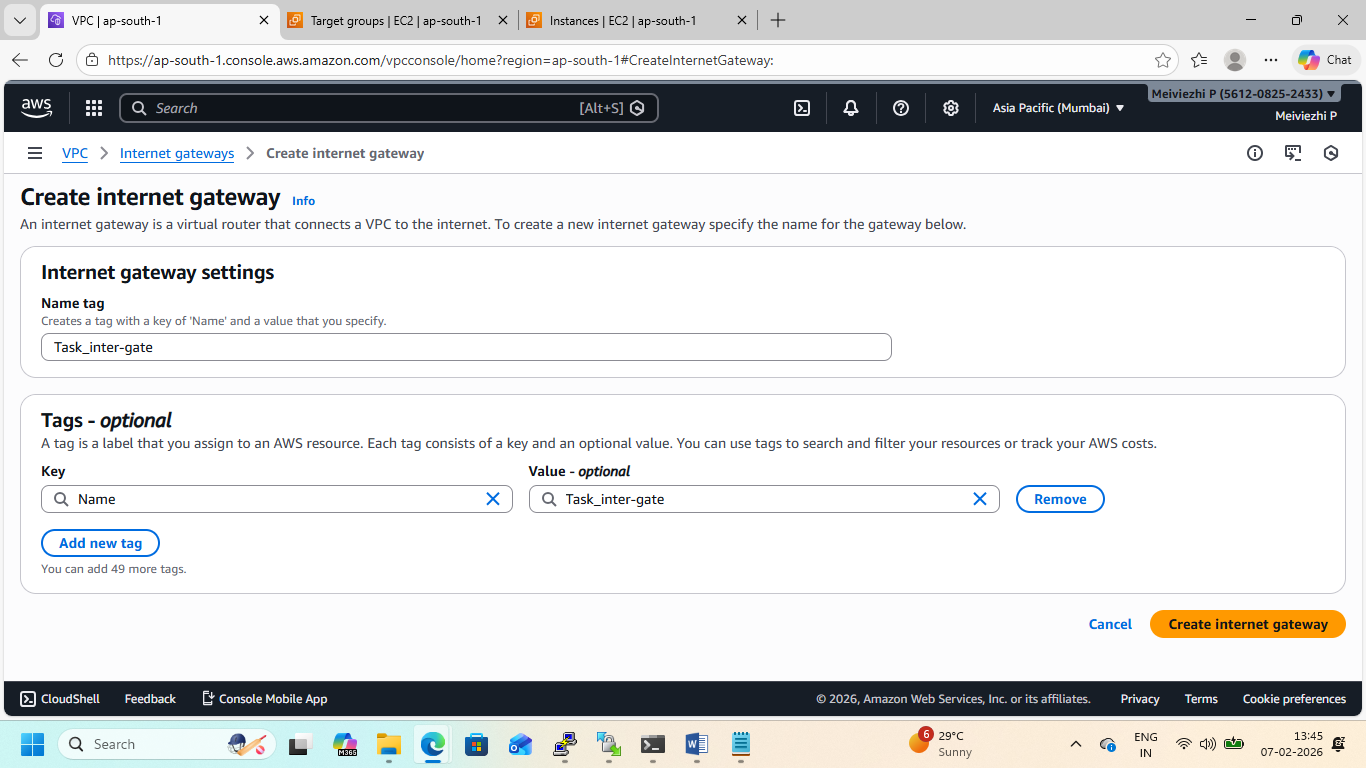 VPC | ap-south-1
Target groups | EC2 | ap-south-1
Instances | EC2 | ap-south-1
https://ap-south-1.console.aws.amazon.com/vpcconsole/home?region=ap-south-1#CreateInternetGateway:
Chat
aws
Search
[Alt+S]
Asia Pacific (Mumbai)
Meiviezhi P (5612-0825-2433)
Meiviezhi P
VPC
Internet gateways
Create internet gateway
Create internet gateway Info
An internet gateway is a virtual router that connects a VPC to the internet. To create a new internet gateway specify the name for the gateway below.
Internet gateway settings
Name tag
Creates a tag with a key of 'Name' and a value that you specify.
Task_inter-gate
Tags - optional
A tag is a label that you assign to an AWS resource. Each tag consists of a key and an optional value. You can use tags to search and filter your resources or track your AWS costs.
Key
Value - optional
Name
Task_inter-gate
Remove
Add new tag
You can add 49 more tags.
Cancel
Create internet gateway
CloudShell
Feedback
Console Mobile App
© 2026, Amazon Web Services, Inc. or its affiliates.
Privacy
Terms
Cookie preferences
Search
M365
6
29°C
Sunny
ENG
IN
13:45
07-02-2026